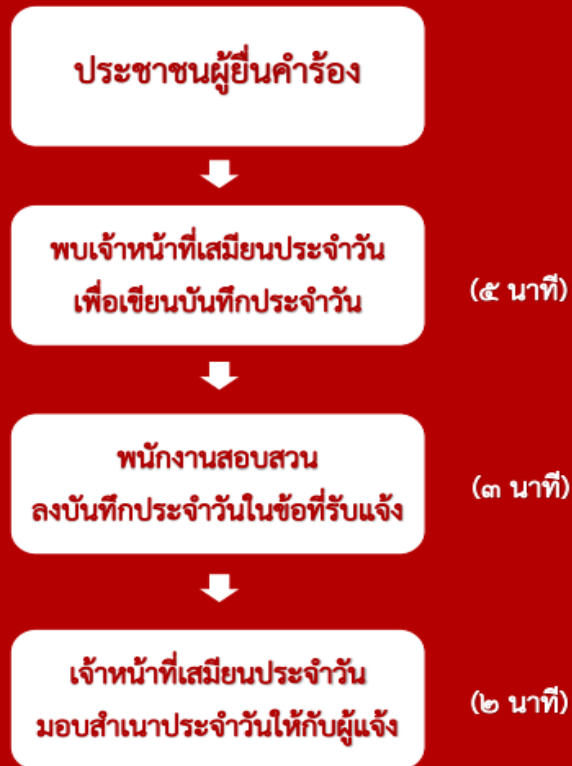 ประชาชนผู้ยื่นคำร้อง
พบเจ้าหน้าที่เสมียนประจำวัน
เพื่อเขียนบันทึกประจำวัน
(๕ นาที)
พนักงานสอบสวน
ลงบันทึกประจำวันในข้อที่รับแจ้ง
(๓ นาที)
เจ้าหน้าที่เสมียนประจำวัน
มอบสำเนาประจำวันให้กับผู้แจ้ง
(๒ นาที)